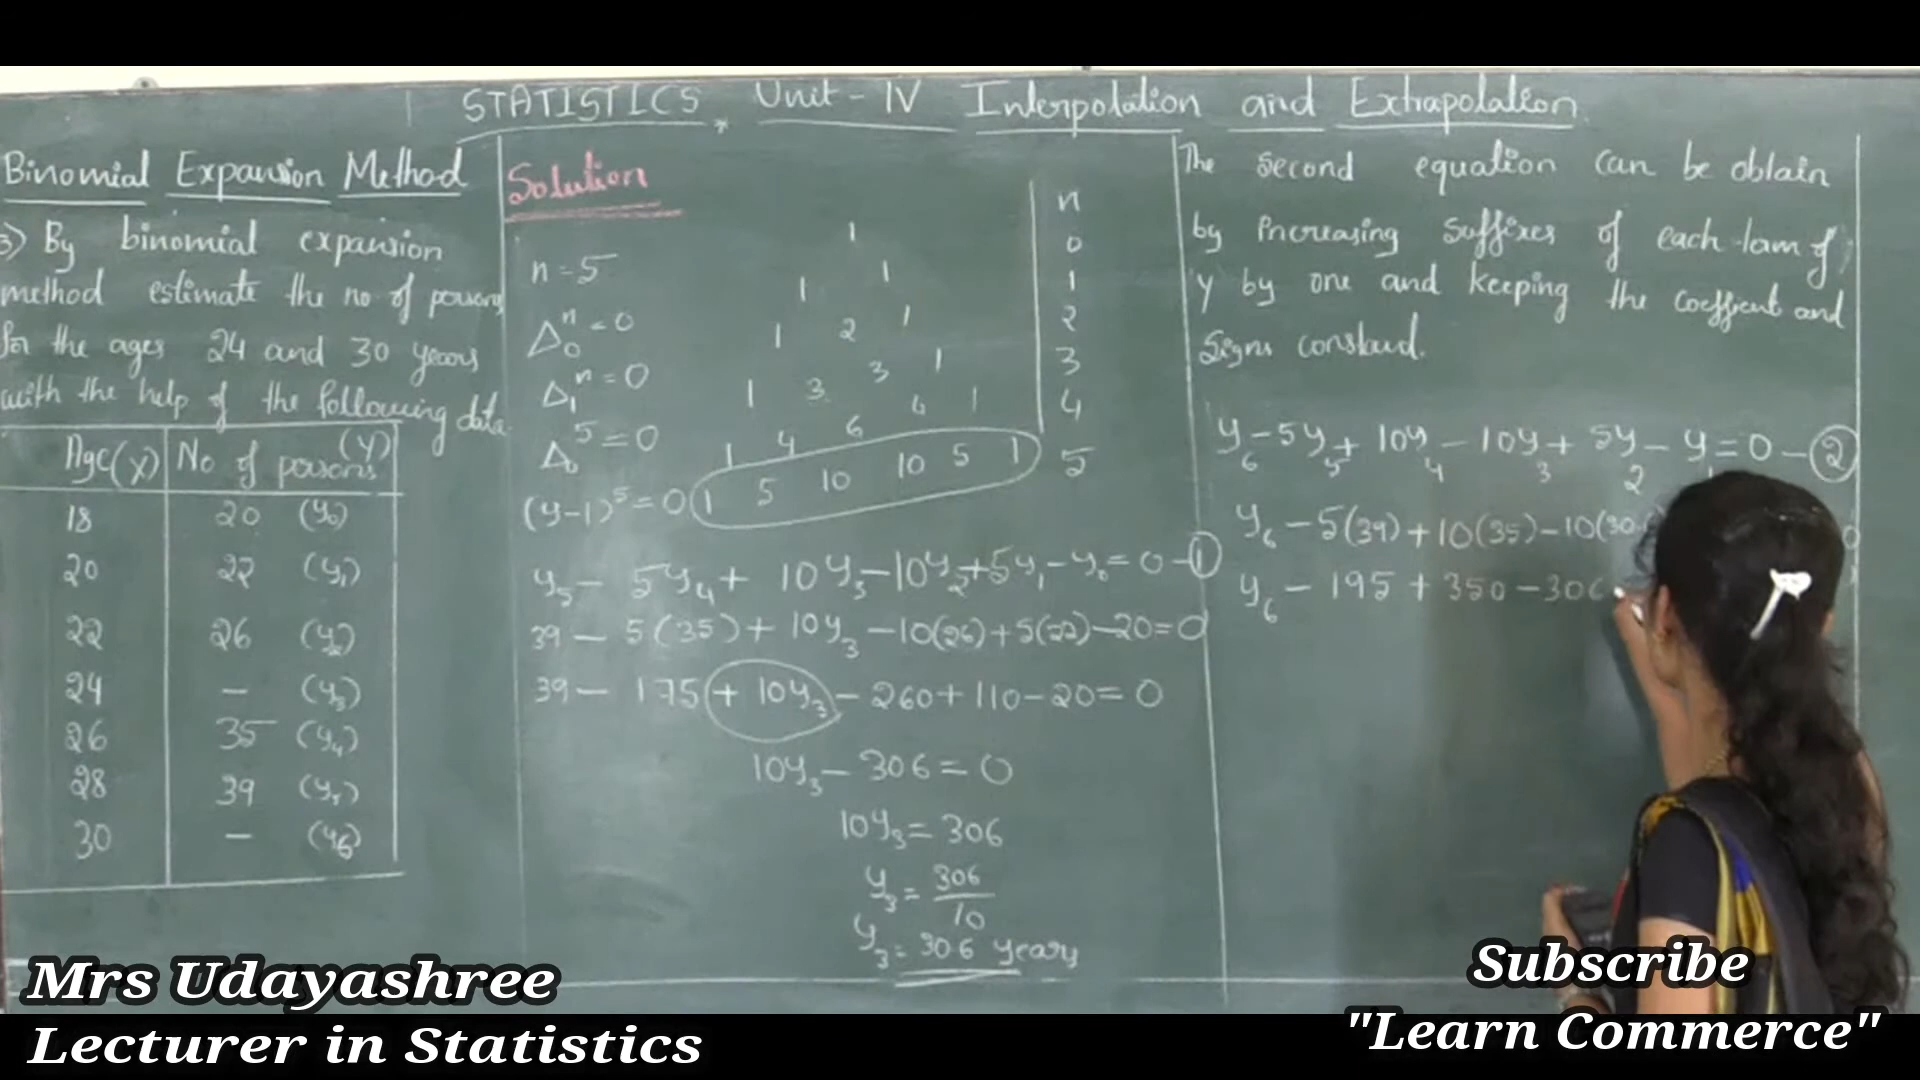 STATISTICS Unit - IV Interpolation and Extrapolation
Binomial Expansion Method
3) By binomial expansion
method estimate the no of persons
for the ages 24 and 30 years
with the help of the following data
Age(X) No of persons (Y)
18 20 (y₀)
20 22 (y₁)
22 26 (y₂)
24 — (y₃)
26 35 (y₄)
28 39 (y₅)
30 — (y₆)
Solution
n = 5
Δ₀ⁿ = 0
Δ₁ⁿ = 0
Δ₀⁵ = 0
(y-1)⁵ = 0
n
1 0
1 1 1
1 2 1 2
1 3 3 1 3
1 4 6 4 1 4
1 5 10 10 5 1 5
y₅ - 5y₄ + 10y₃ - 10y₂ + 5y₁ - y₀ = 0 - ①
39 - 5(35) + 10y₃ - 10(26) + 5(22) - 20 = 0
39 - 175 + 10y₃ - 260 + 110 - 20 = 0
10y₃ - 306 = 0
10y₃ = 306
y₃ = 306/10
y₃ = 30.6 years
The second equation can be obtain
by increasing suffixes of each tam of
y by one and keeping the coefficient and
signs constant.
y₆ - 5y₅ + 10y₄ - 10y₃ + 5y₂ - y₁ = 0 - ②
y₆ - 5(39) + 10(35) - 10(30.
y₆ - 195 + 350 - 306
Mrs Udayashree
Lecturer in Statistics
Subscribe
"Learn Commerce"